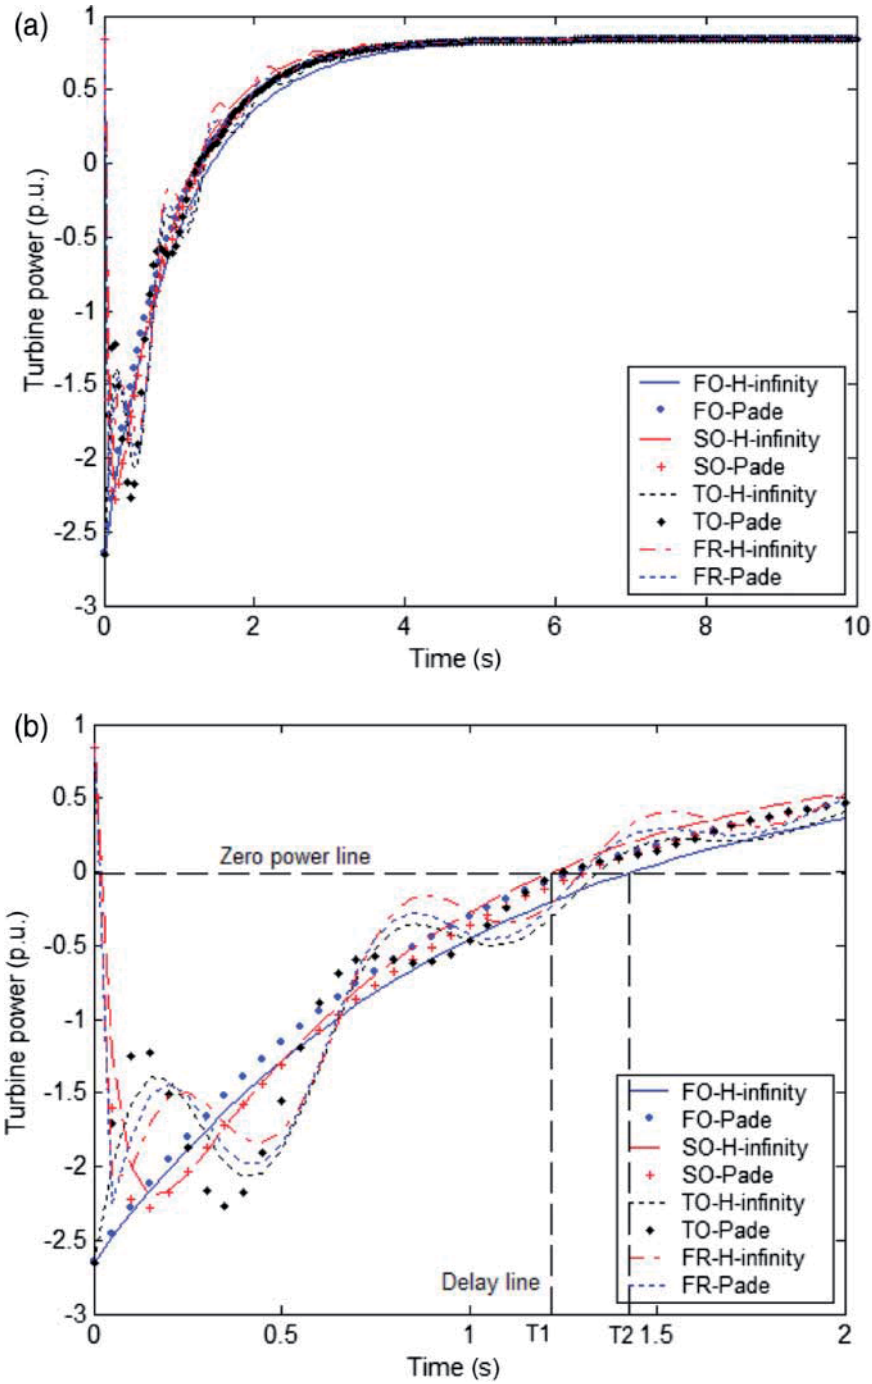 (a)
1
0.5
0
-0.5
-1
-1.5
-2
-2.5
-3
Turbine power (p.u.)
FO-H-infinity
FO-Pade
SO-H-infinity
SO-Pade
TO-H-infinity
TO-Pade
FR-H-infinity
FR-Pade
0 2 4 6 8 10
Time (s)
(b)
1
0.5
0
-0.5
-1
-1.5
-2
-2.5
-3
Turbine power (p.u.)
Zero power line
Delay line
FO-H-infinity
FO-Pade
SO-H-infinity
SO-Pade
TO-H-infinity
TO-Pade
FR-H-infinity
FR-Pade
0 0.5 1 T1 T2 1.5 2
Time (s)